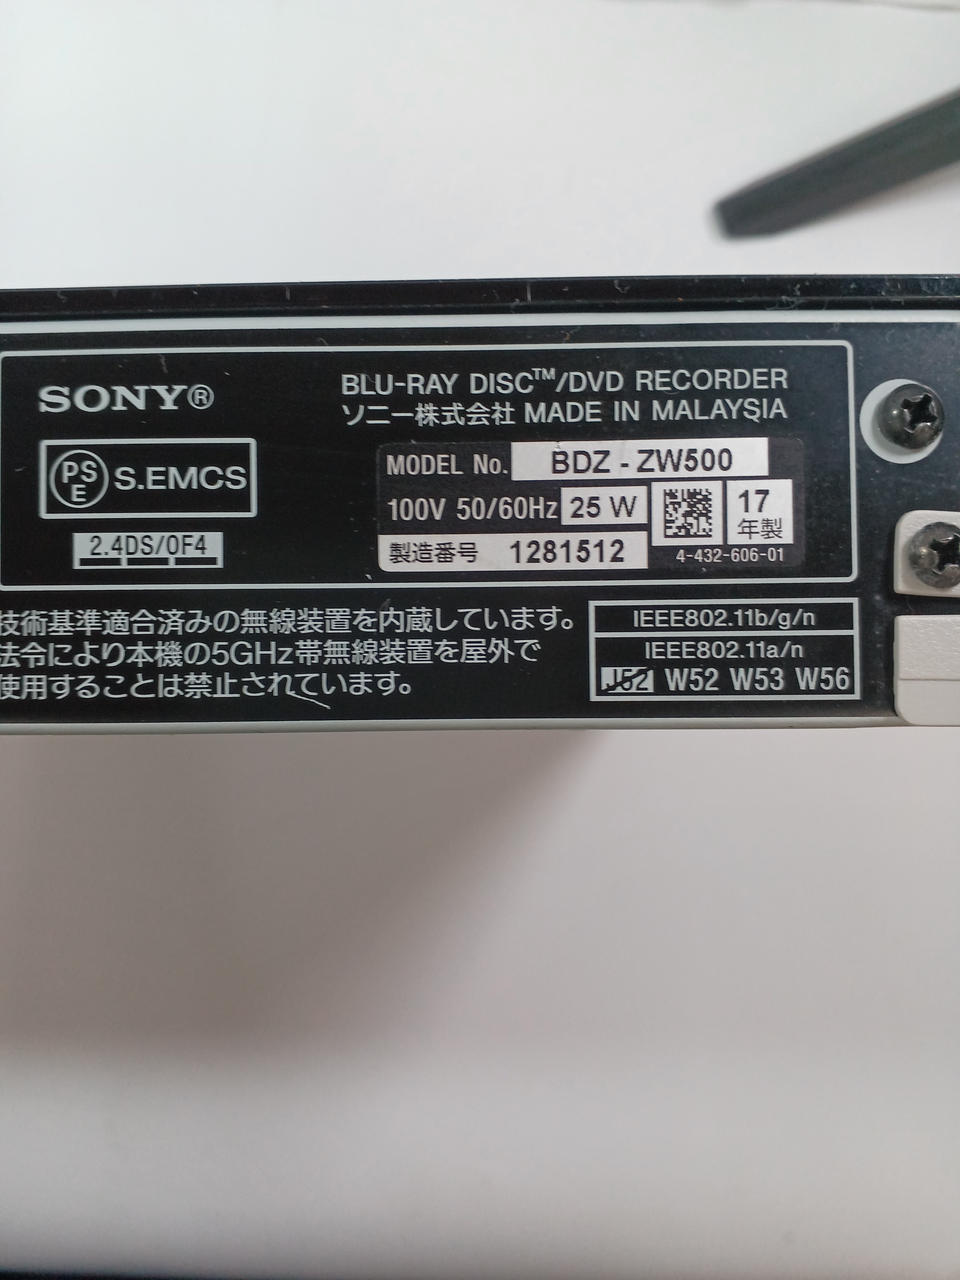 SONY®
BLU-RAY DISC™/DVD RECORDER
ソニー株式会社 MADE IN MALAYSIA
PS
E
S.EMCS
MODEL No. BDZ - ZW500
100V 50/60Hz 25 W
17
年製
2.4DS/OF4
製造番号 1281512
4-432-606-01
技術基準適合済みの無線装置を内蔵しています。
法令により本機の5GHz帯無線装置を屋外で
使用することは禁止されています。
IEEE802.11b/g/n
IEEE802.11a/n
J52 W52 W53 W56